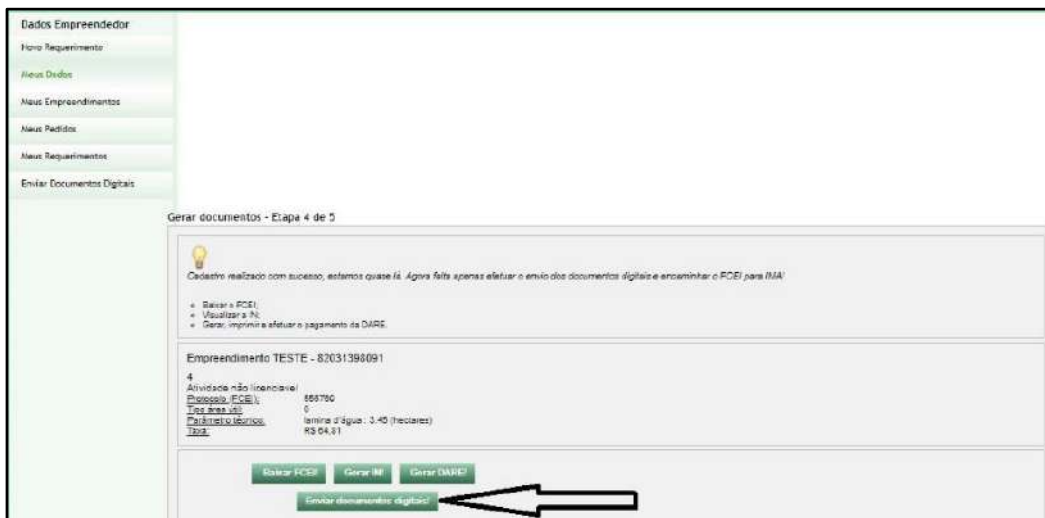 Dados Empreendedor
Novo Requerimento
Meus Dados
Meus Empreendimentos
Meus Pedidos
Meus Requerimentos
Enviar Documentos Digitais
Gerar documentos - Etapa 4 de 5
Cadastro realizado com sucesso, estamos quase lá. Agora falta apenas efetuar o envio dos documentos digitais e encaminhar o FCEI para IMA!
Baixar o FCEI;
Visualizar a IN;
Gerar, imprimir e efetuar o pagamento da DARE.
Empreendimento TESTE - 82031398091
4
Atividade não licenciavel
Protocolo (FCEI):
Tipo área útil: 0
Parâmetro técnico: lamina d'água : 3.45 (hectares)
Taxa: R$ 64,81
Baixar FCEI! Gerar IN! Gerar DARE!
Enviar documentos digitais!